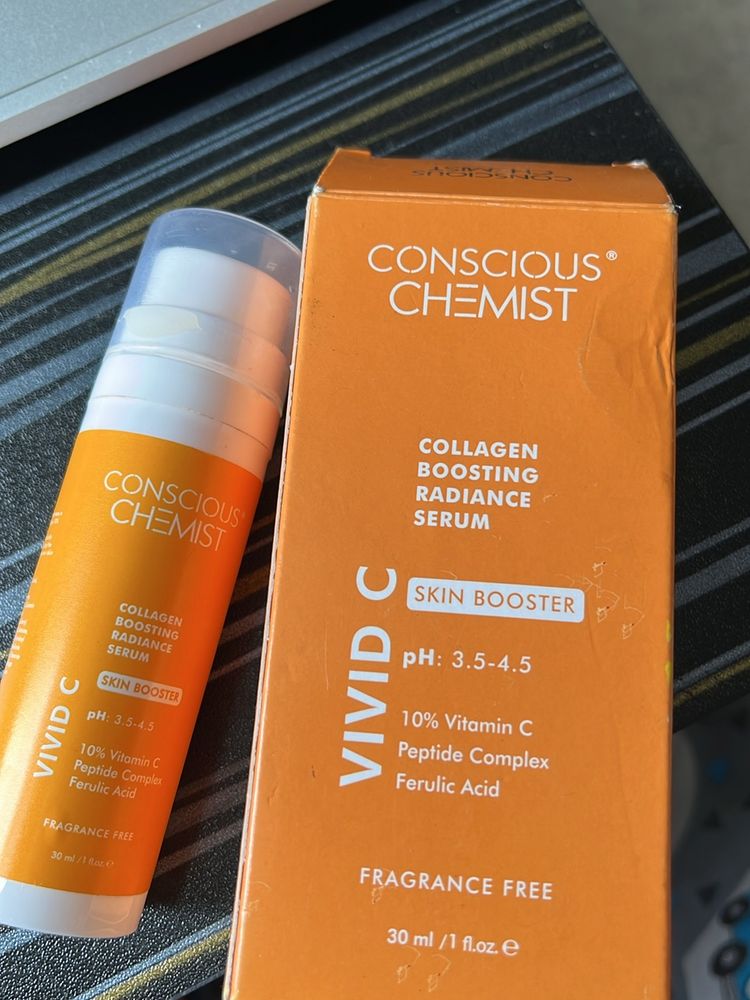 CONSCIOUS
CHEMIST
CONSCIOUS®
CHEMIST
COLLAGEN
BOOSTING
RADIANCE
SERUM
VIVID C
SKIN BOOSTER
pH: 3.5-4.5
10% Vitamin C
Peptide Complex
Ferulic Acid
FRAGRANCE FREE
30 ml /1 fl.oz. ℮
CONSCIOUS®
CHEMIST
COLLAGEN
BOOSTING
RADIANCE
SERUM
VIVID C
SKIN BOOSTER
pH: 3.5-4.5
10% Vitamin C
Peptide Complex
Ferulic Acid
FRAGRANCE FREE
30 ml /1 fl.oz. ℮